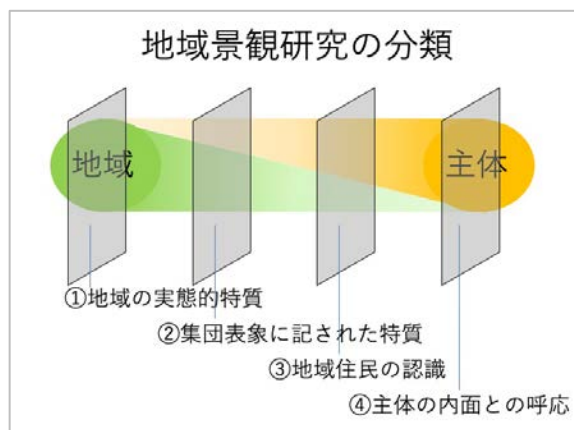 地域景観研究の分類
地域
主体
①地域の実態的特質
②集団表象に記された特質
③地域住民の認識
④主体の内面との呼応